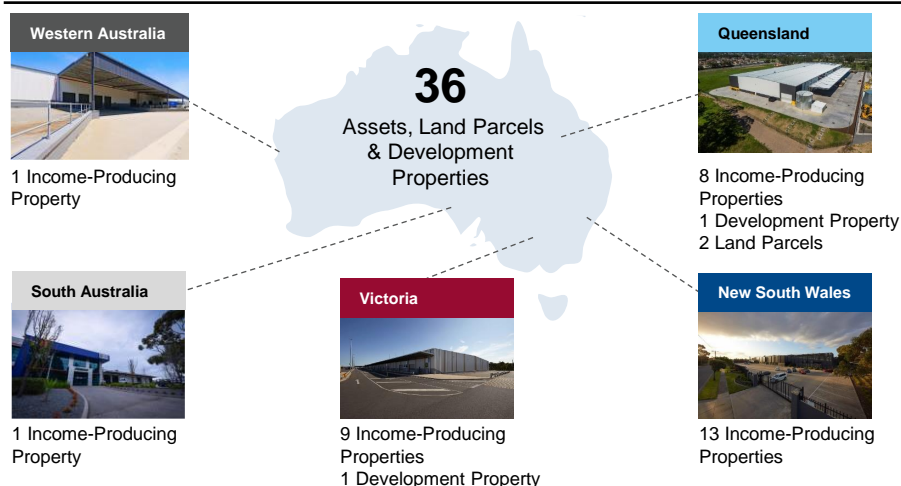 Western Australia
1 Income-Producing
Property
36
Assets, Land Parcels
& Development
Properties
Queensland
8 Income-Producing
Properties
1 Development Property
2 Land Parcels
South Australia
1 Income-Producing
Property
Victoria
9 Income-Producing
Properties
1 Development Property
New South Wales
13 Income-Producing
Properties